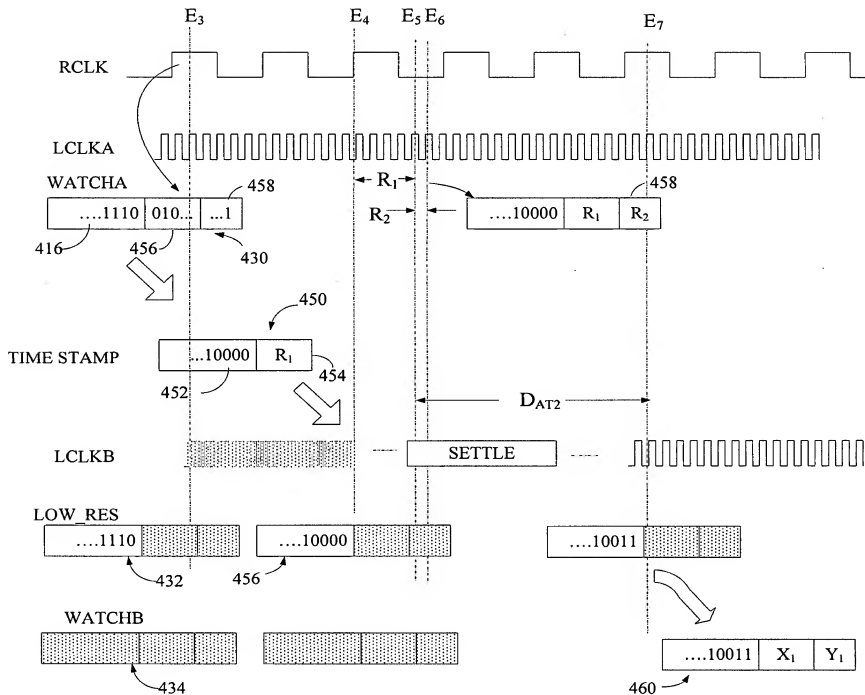 E3 E4 E5 E6 E7
RCLK
LCLKA
WATCHA
458
R1
458
....1110 010... ...1
R2
....10000 R1 R2
416 456 430
450
TIME STAMP
...10000 R1
452 454
DAT2
LCLKB
SETTLE
LOW_RES
....1110
....10000
....10011
432 456
WATCHB
434
....10011 X1 Y1
460